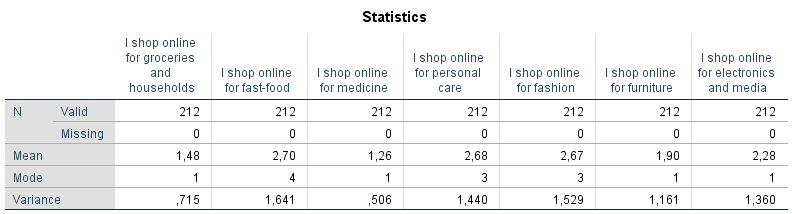 Statistics
I shop online for groceries and households I shop online for fast-food I shop online for medicine I shop online for personal care I shop online for fashion I shop online for furniture I shop online for electronics and media
N Valid 212 212 212 212 212 212 212
Missing 0 0 0 0 0 0 0
Mean 1,48 2,70 1,26 2,68 2,67 1,90 2,28
Mode 1 4 1 3 3 1 1
Variance ,715 1,641 ,506 1,440 1,529 1,161 1,360